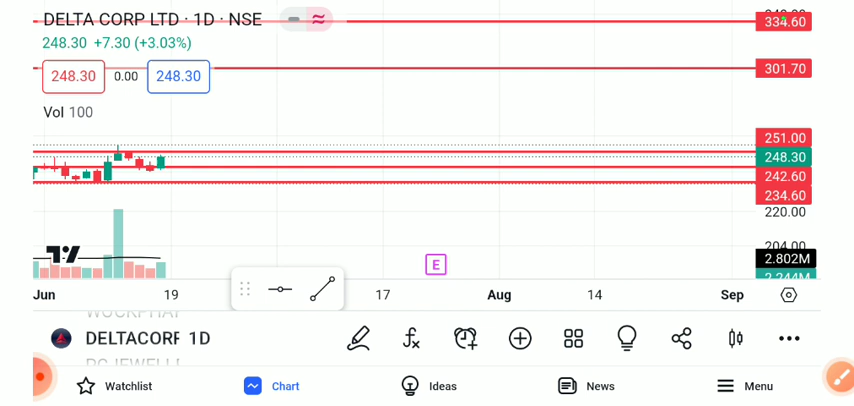 DELTA CORP LTD · 1D · NSE
334.60
248.30 +7.30 (+3.03%)
248.30 0.00 248.30
301.70
Vol 100
251.00
248.30
242.60
234.60
220.00
204.00
2.802M
2.244M
Jun 19 17 Aug 14 Sep
E
DELTACORP 1D
Watchlist Chart Ideas News Menu